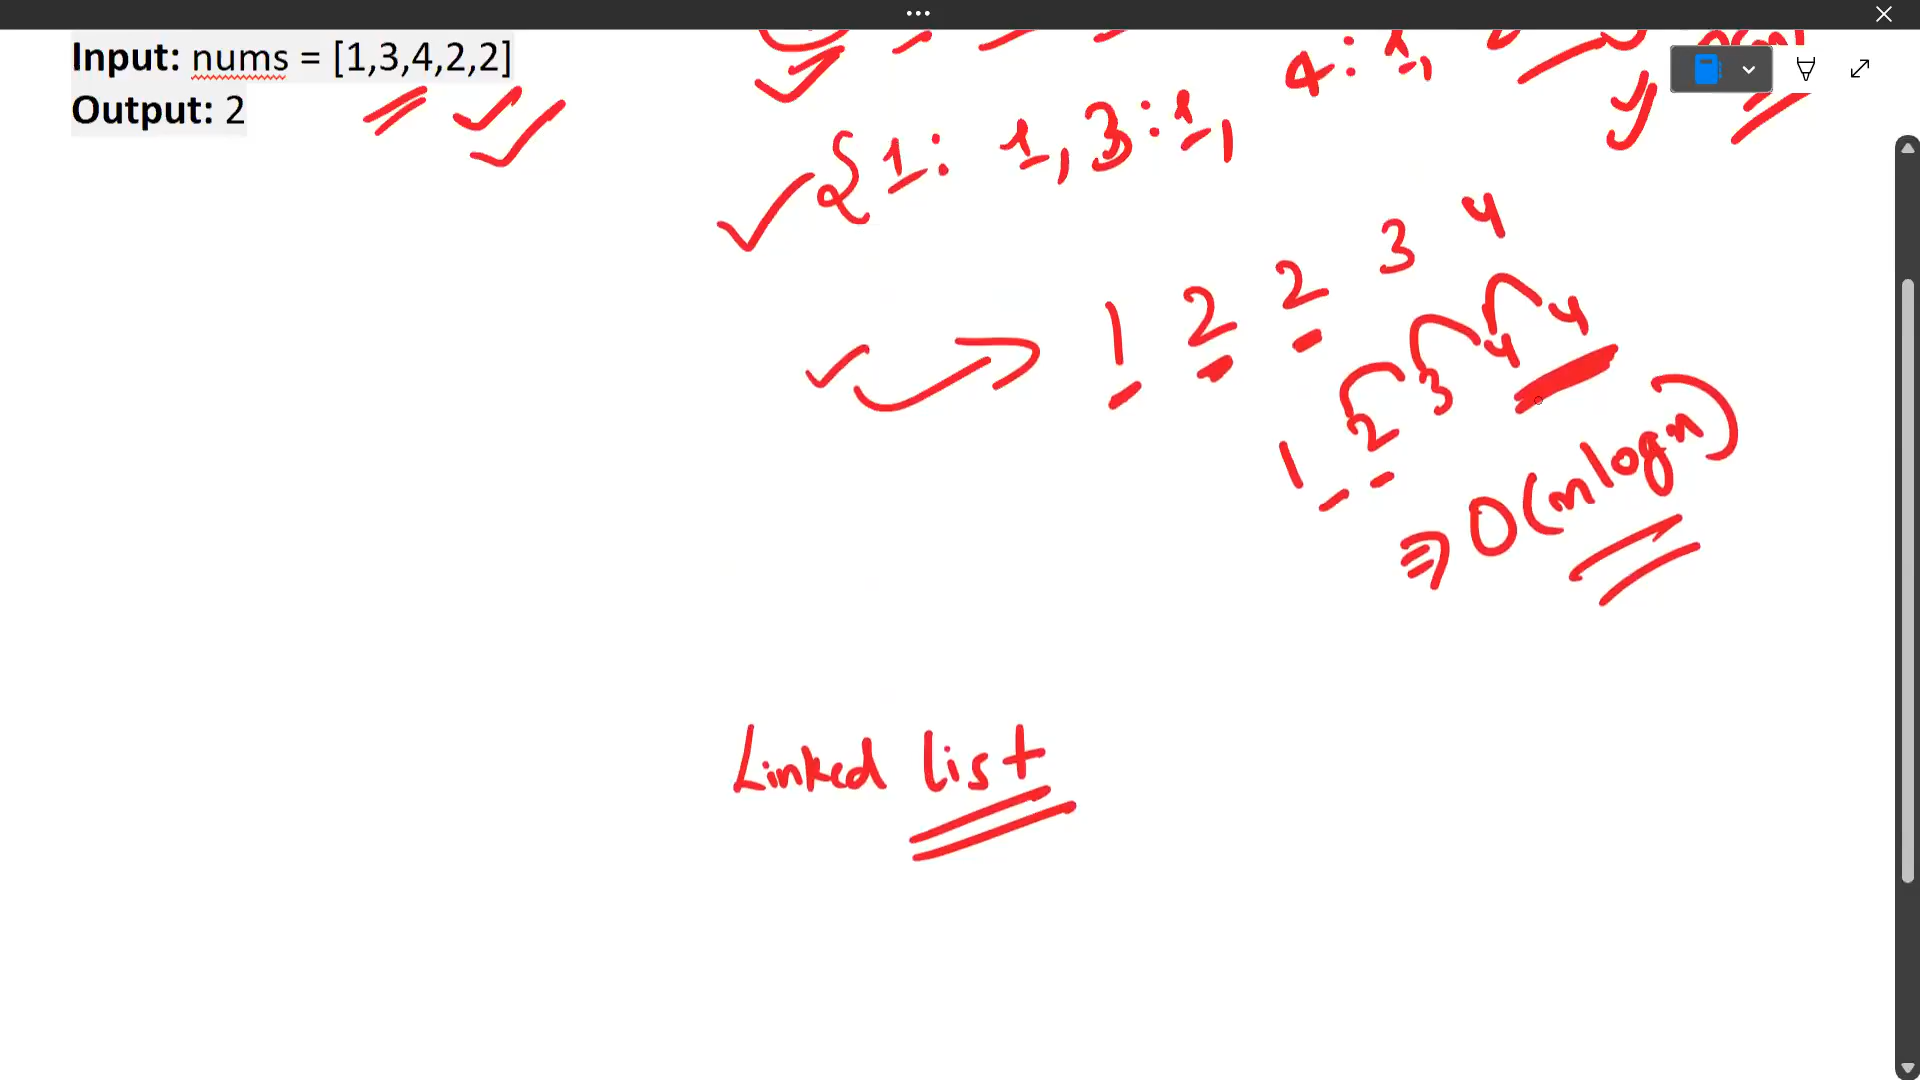 Input: nums = [1,3,4,2,2]
Output: 2
4: 1,
{1: 1, 3:1,
1 2 2 3 4
1 2 3 4 4
⇒ O(nlogn)
Linked list